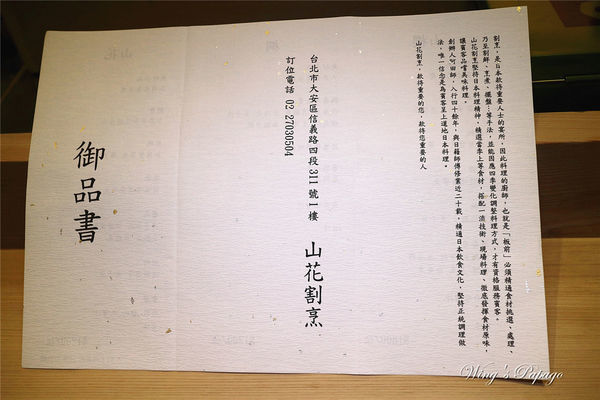 割烹，是日本款待重要人士的宴所，因此料理的廚師，也就是「板前」必須精通食材挑選、處理、
乃至割鮮、烹煮、擺盤…等手法，並能因應四季變化調整料理方式，才有資格服務賓客。
山花割烹堅持日本料理精神，精選當季上等食材，搭配一流技術、現場料理、徹底發揮食材原味，
讓賓客品嚐美味料理。
創辦人阿田師，入行四十餘年，與日籍師傅修業近二十載，精通日本飲食文化，堅持正統調理做
法，唯一信念是為賓客呈上道地日本料理。
山花割烹，款待您重要的您，款待您重要的人
山花割烹
台北市大安區信義路四段311號1樓
訂位電話 02 27030504
御品書
Wing's Papago